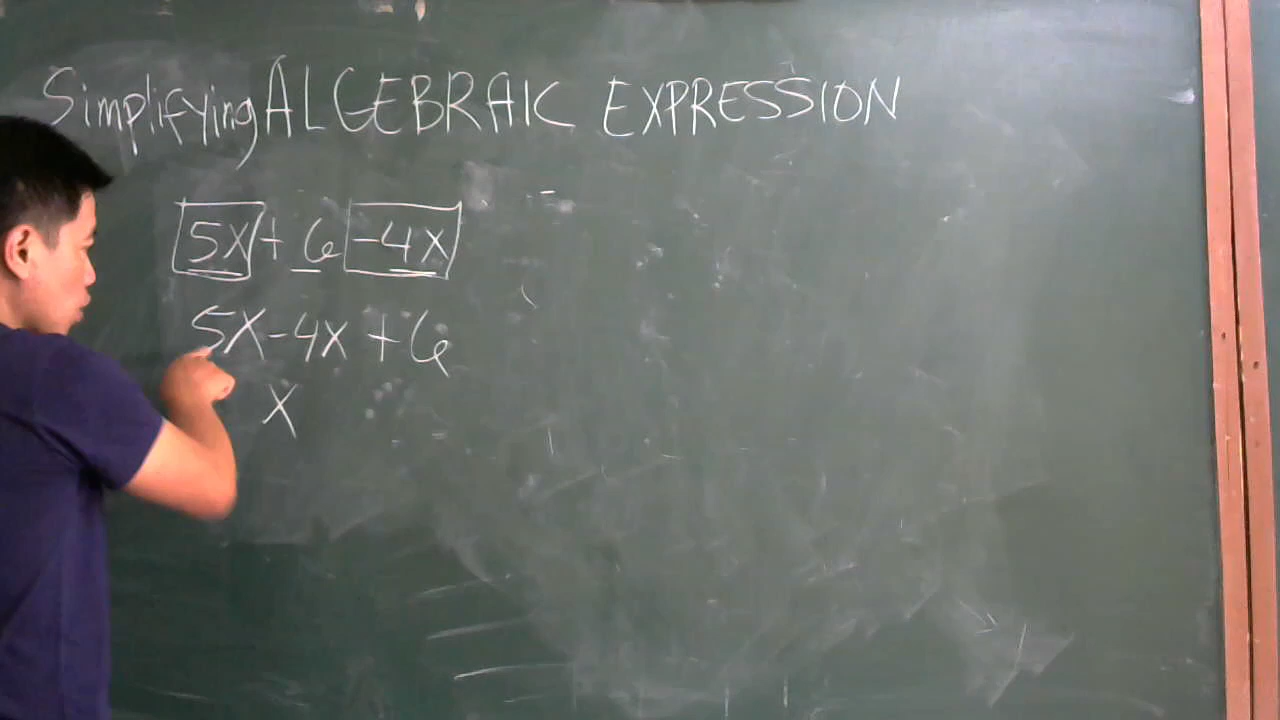 Simplifying ALGEBRAIC EXPRESSION
5x + 6 - 4x
5x - 4x + 6
x